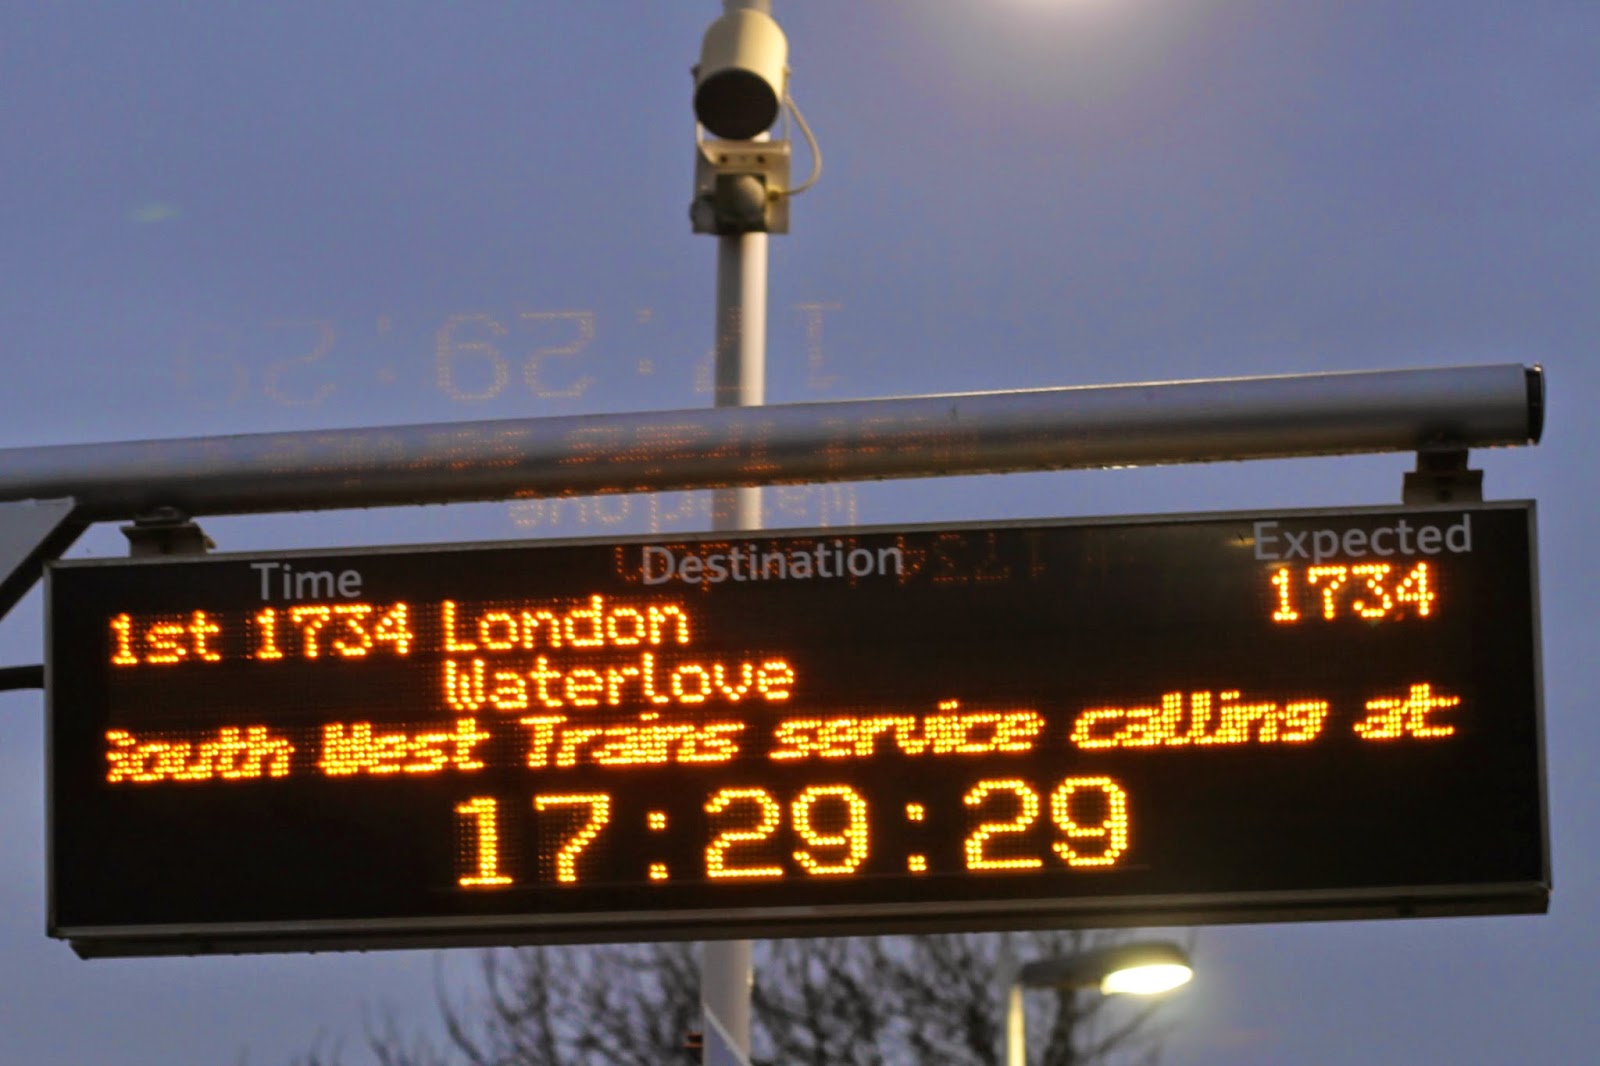 Time Destination Expected
1st 1734 London 1734
Waterlove
South West Trains service calling at:
17:29:29